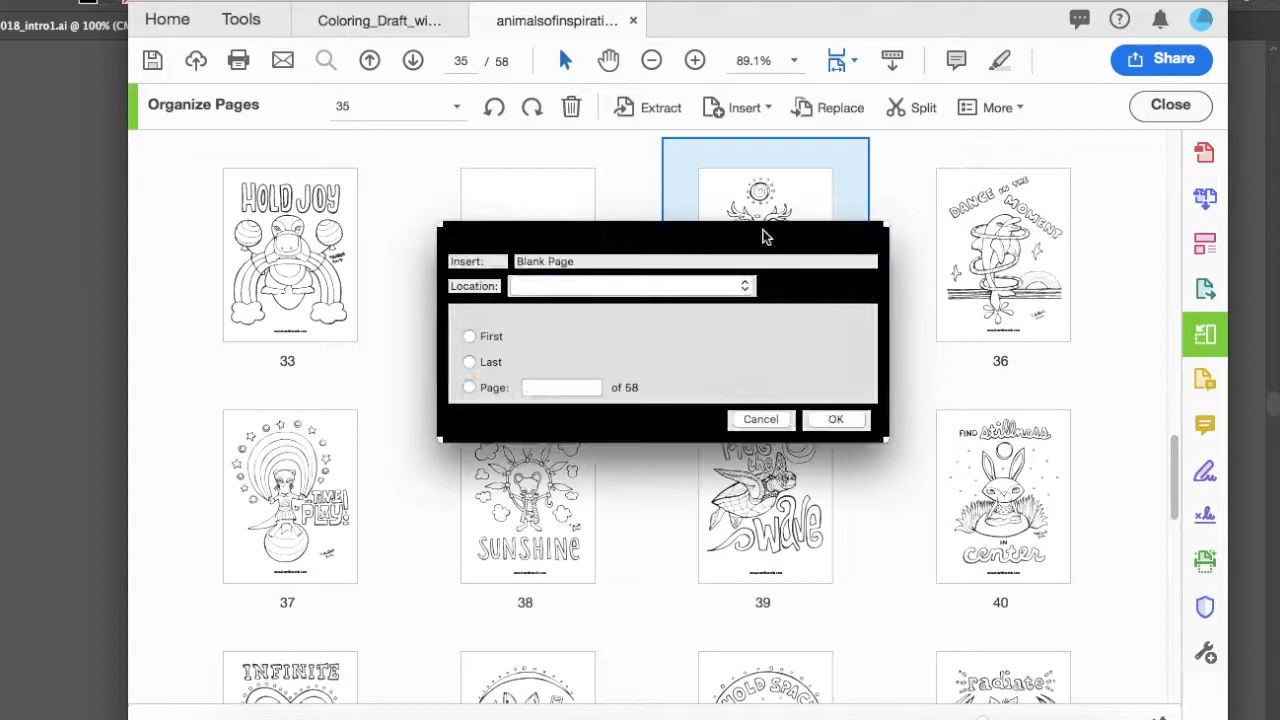 018_intro1.ai @ 100% (CM
Home
Tools
Coloring_Draft_wi...
animalsofinspirati...
35 / 58
89.1%
Share
Organize Pages
35
Extract
Insert
Replace
Split
More
Close
HOLD JOY
33
DANCE IN THE MOMENT
36
Insert:
Blank Page
Location:
First
Last
Page:
of 58
Cancel
OK
TIME
PLAY!
37
SUNSHINE
38
the
WAVE
39
FIND stillness
IN
center
40
INFINITE
HOLD SPACE
radiate